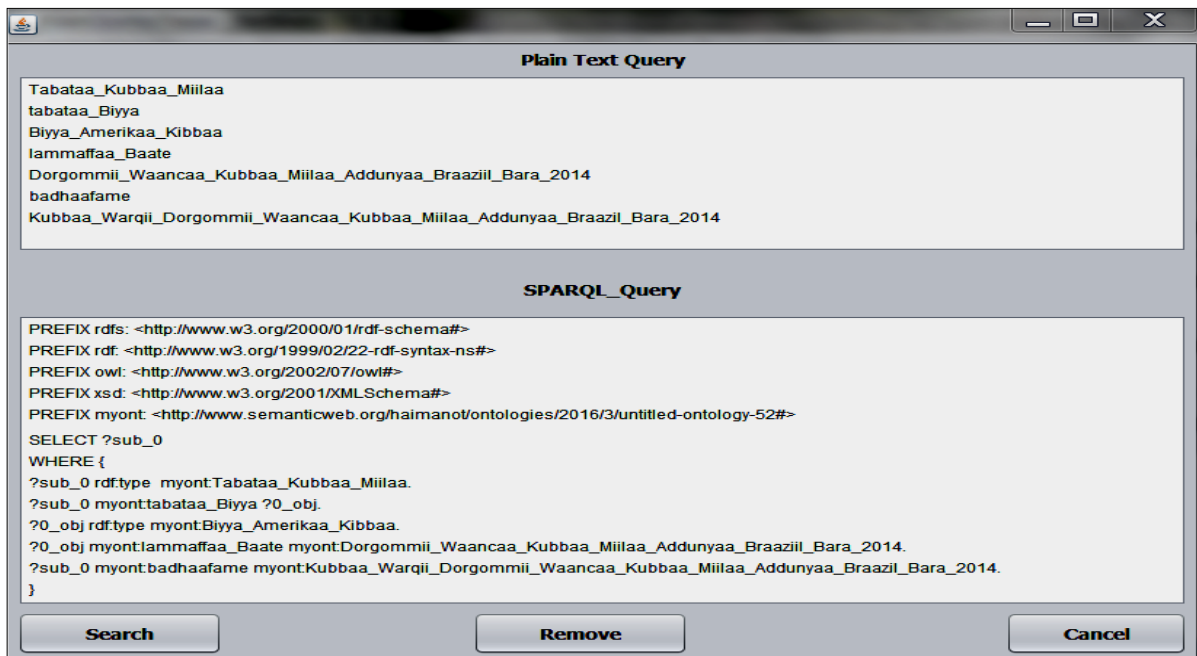 Plain Text Query
Tabataa_Kubbaa_Miilaa
tabataa_Biyya
Biyya_Amerikaa_Kibbaa
lammaffaa_Baate
Dorgommii_Waancaa_Kubbaa_Miilaa_Addunyaa_Braaziil_Bara_2014
badhaafame
Kubbaa_Warqii_Dorgommii_Waancaa_Kubbaa_Miilaa_Addunyaa_Braazil_Bara_2014
SPARQL_Query
PREFIX rdfs: <http://www.w3.org/2000/01/rdf-schema#>
PREFIX rdf: <http://www.w3.org/1999/02/22-rdf-syntax-ns#>
PREFIX owl: <http://www.w3.org/2002/07/owl#>
PREFIX xsd: <http://www.w3.org/2001/XMLSchema#>
PREFIX myont: <http://www.semanticweb.org/haimanot/ontologies/2016/3/untitled-ontology-52#>
SELECT ?sub_0
WHERE {
?sub_0 rdf:type  myont:Tabataa_Kubbaa_Miilaa.
?sub_0 myont:tabataa_Biyya ?0_obj.
?0_obj rdf:type myont:Biyya_Amerikaa_Kibbaa.
?0_obj myont:lammaffaa_Baate myont:Dorgommii_Waancaa_Kubbaa_Miilaa_Addunyaa_Braaziil_Bara_2014.
?sub_0 myont:badhaafame myont:Kubbaa_Warqii_Dorgommii_Waancaa_Kubbaa_Miilaa_Addunyaa_Braazil_Bara_2014.
}
Search Remove Cancel